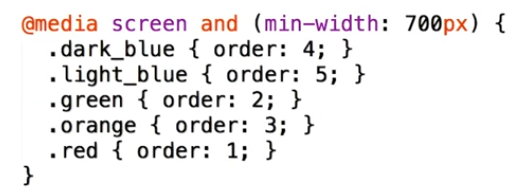 @media screen and (min-width: 700px) {
  .dark_blue { order: 4; }
  .light_blue { order: 5; }
  .green { order: 2; }
  .orange { order: 3; }
  .red { order: 1; }
}